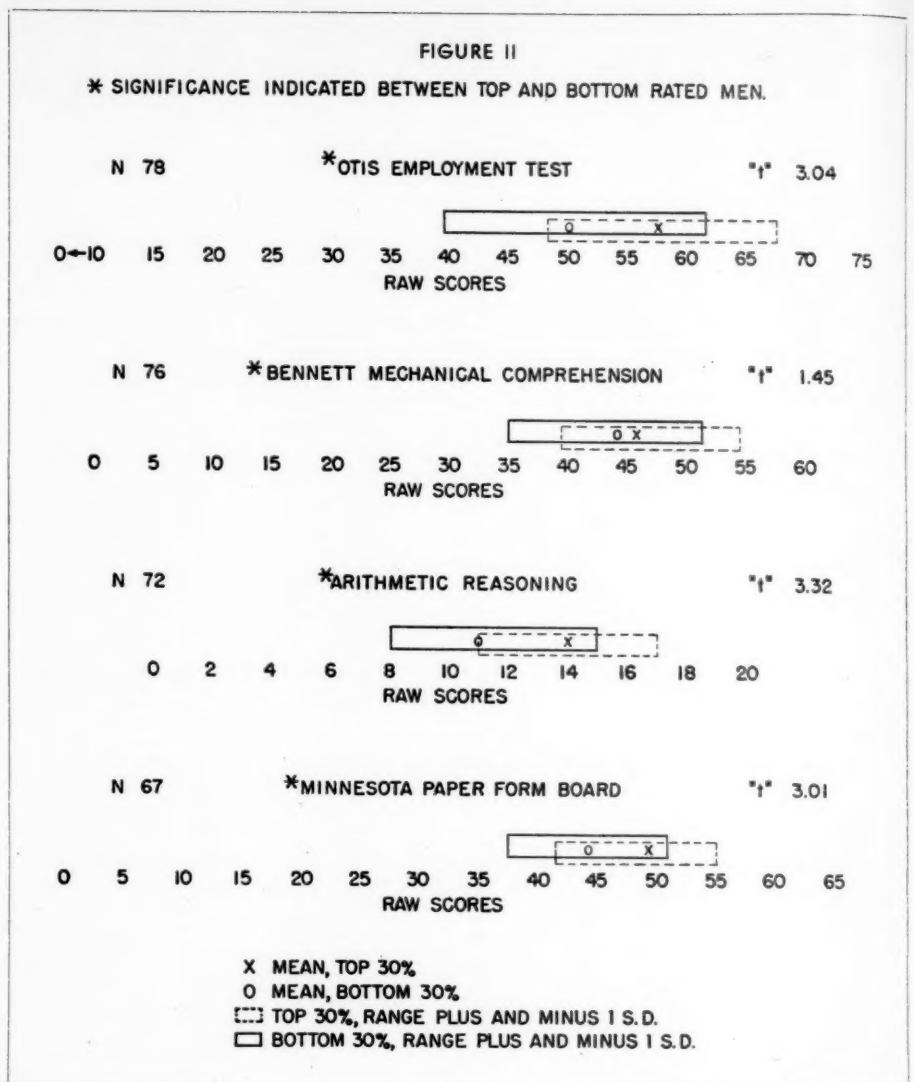 FIGURE II
* SIGNIFICANCE INDICATED BETWEEN TOP AND BOTTOM RATED MEN.
N 78 *OTIS EMPLOYMENT TEST "t" 3.04
O X
0←10 15 20 25 30 35 40 45 50 55 60 65 70 75
RAW SCORES
N 76 *BENNETT MECHANICAL COMPREHENSION "t" 1.45
O X
0 5 10 15 20 25 30 35 40 45 50 55 60
RAW SCORES
N 72 *ARITHMETIC REASONING "t" 3.32
O X
0 2 4 6 8 10 12 14 16 18 20
RAW SCORES
N 67 *MINNESOTA PAPER FORM BOARD "t" 3.01
O X
0 5 10 15 20 25 30 35 40 45 50 55 60 65
RAW SCORES
X MEAN, TOP 30%
O MEAN, BOTTOM 30%
TOP 30%, RANGE PLUS AND MINUS 1 S.D.
BOTTOM 30%, RANGE PLUS AND MINUS 1 S.D.